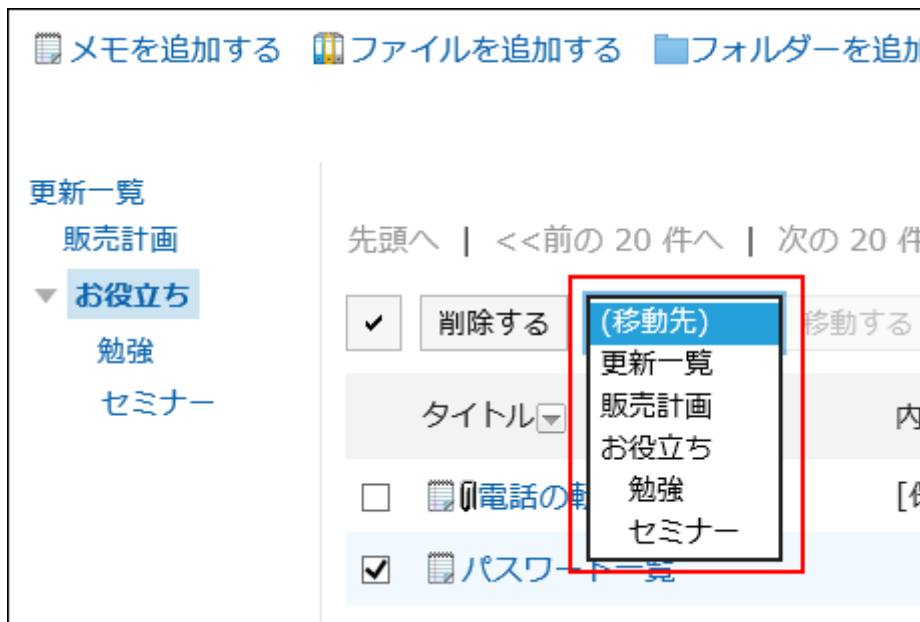 メモを追加する ファイルを追加する フォルダーを追加
更新一覧
販売計画
お役立ち
勉強
セミナー
先頭へ | <<前の 20 件へ | 次の 20 件
削除する
(移動先)
更新一覧
販売計画
お役立ち
勉強
セミナー
移動する
タイトル
内
電話の
[
パスワード一覧